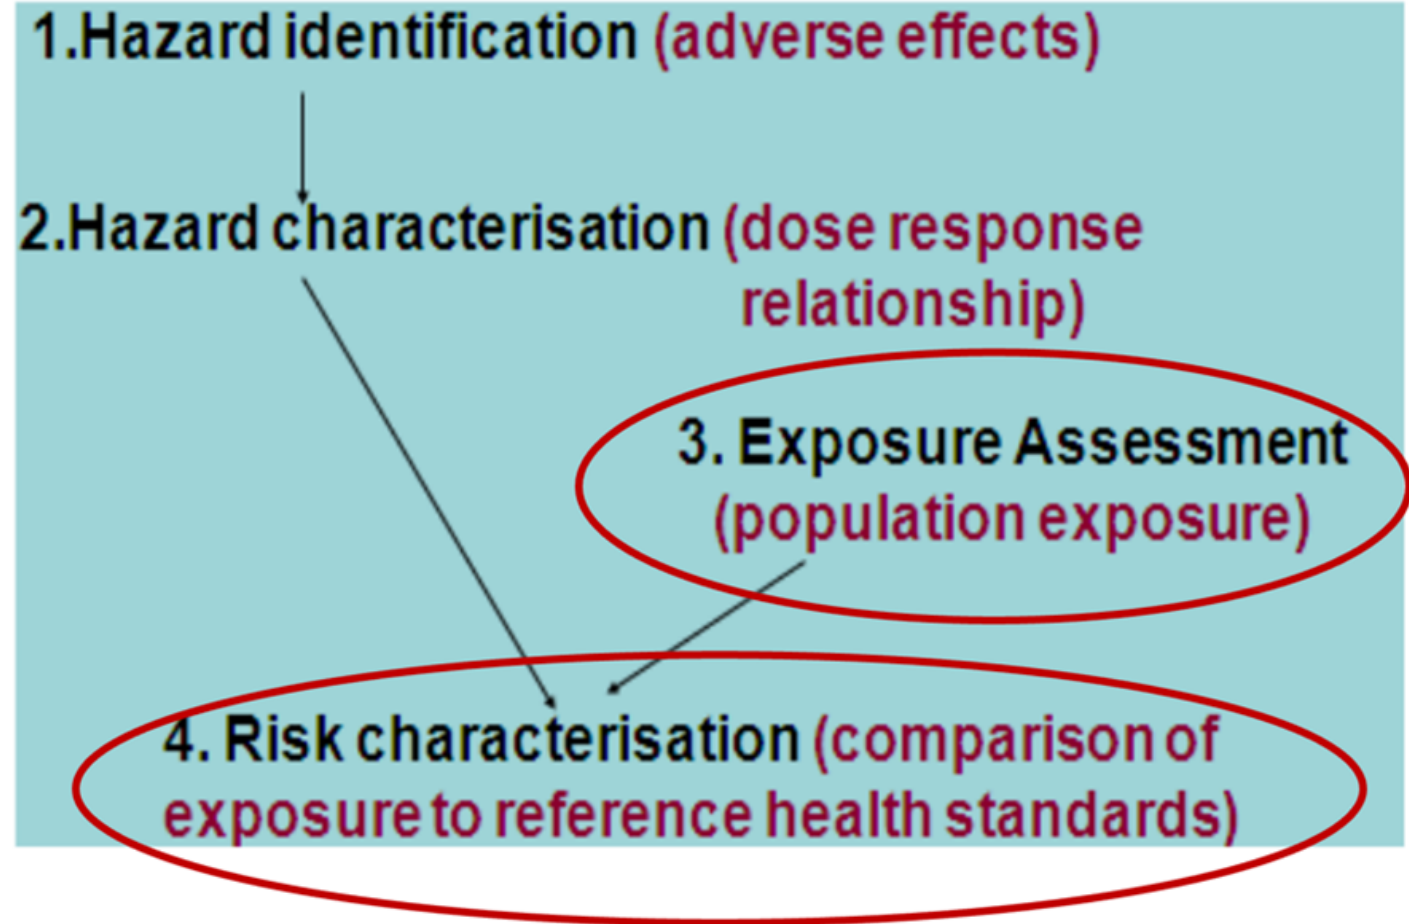 1.Hazard identification (adverse effects)
2.Hazard characterisation (dose response
relationship)
3. Exposure Assessment
(population exposure)
4. Risk characterisation (comparison of
exposure to reference health standards)